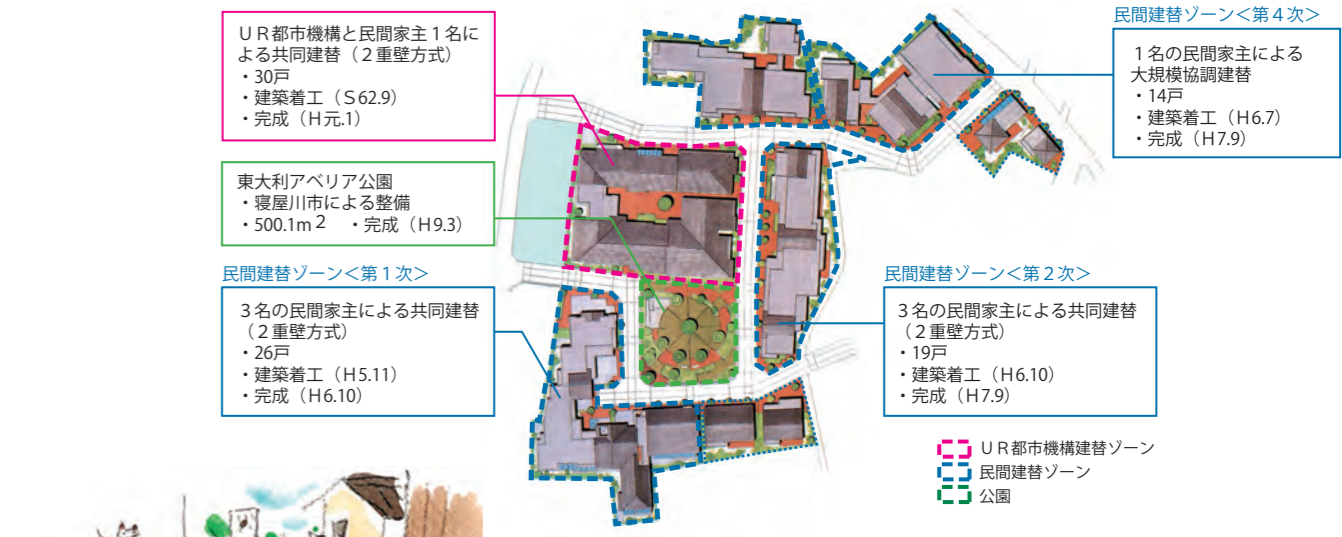 ＵＲ都市機構と民間家主１名に
よる共同建替（２重壁方式）
・30戸
・建築着工（Ｓ62.9）
・完成（Ｈ元.1）
東大利アベリア公園
・寝屋川市による整備
・500.1m２　・完成（Ｈ9.3）
民間建替ゾーン＜第１次＞
３名の民間家主による共同建替
（２重壁方式）
・26戸
・建築着工（Ｈ5.11）
・完成（Ｈ6.10）
民間建替ゾーン＜第４次＞
１名の民間家主による
大規模協調建替
・14戸
・建築着工（Ｈ6.7）
・完成（Ｈ7.9）
民間建替ゾーン＜第２次＞
３名の民間家主による共同建替
（２重壁方式）
・19戸
・建築着工（Ｈ6.10）
・完成（Ｈ7.9）
ＵＲ都市機構建替ゾーン
民間建替ゾーン
公園